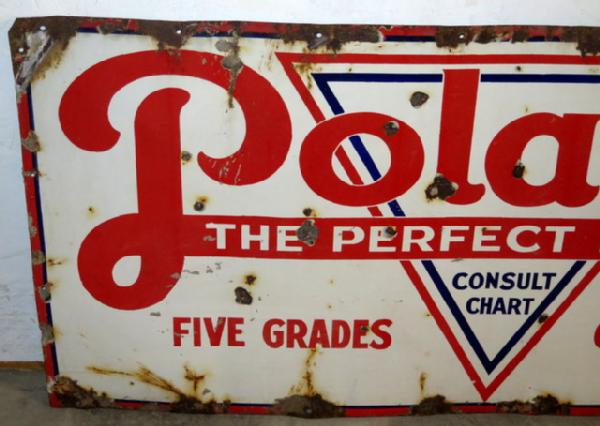 Pola
THE PERFECT
CONSULT
CHART
FIVE GRADES